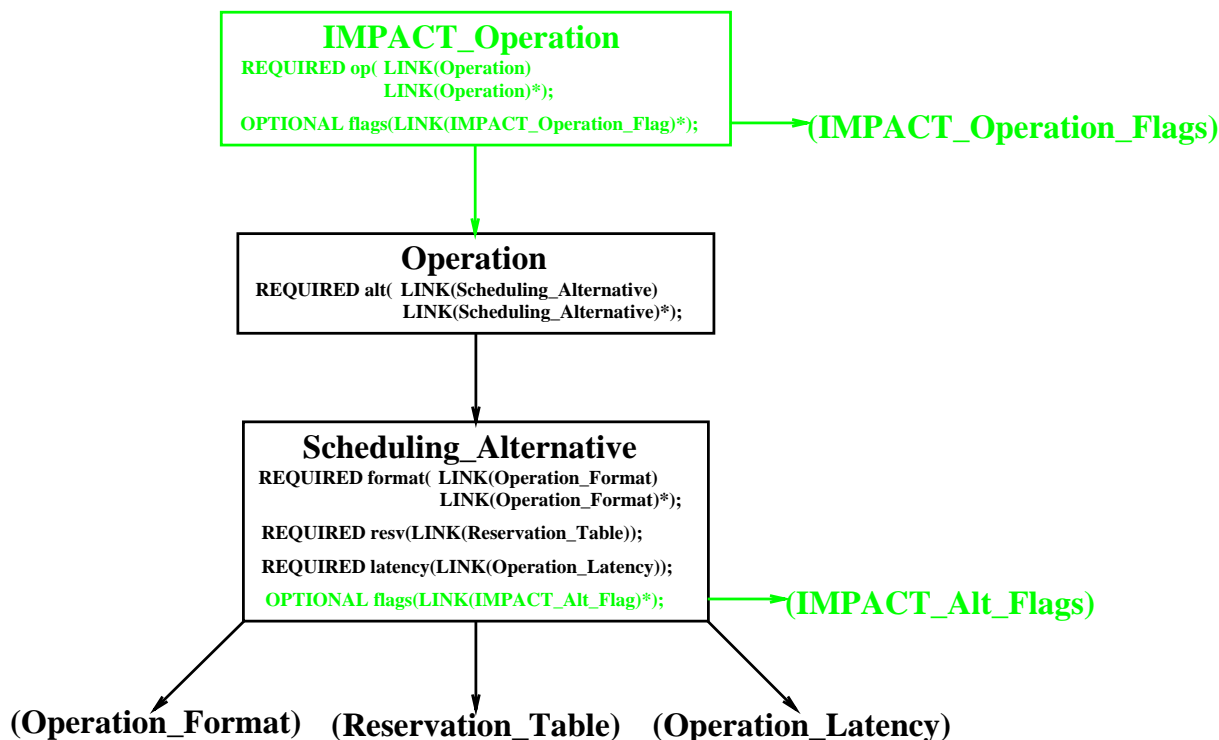 IMPACT_Operation
REQUIRED op( LINK(Operation)
LINK(Operation)*);
OPTIONAL flags(LINK(IMPACT_Operation_Flag)*);
(IMPACT_Operation_Flags)
Operation
REQUIRED alt( LINK(Scheduling_Alternative)
LINK(Scheduling_Alternative)*);
Scheduling_Alternative
REQUIRED format( LINK(Operation_Format)
LINK(Operation_Format)*);
REQUIRED resv(LINK(Reservation_Table));
REQUIRED latency(LINK(Operation_Latency));
OPTIONAL flags(LINK(IMPACT_Alt_Flag)*);
(IMPACT_Alt_Flags)
(Operation_Format)
(Reservation_Table)
(Operation_Latency)